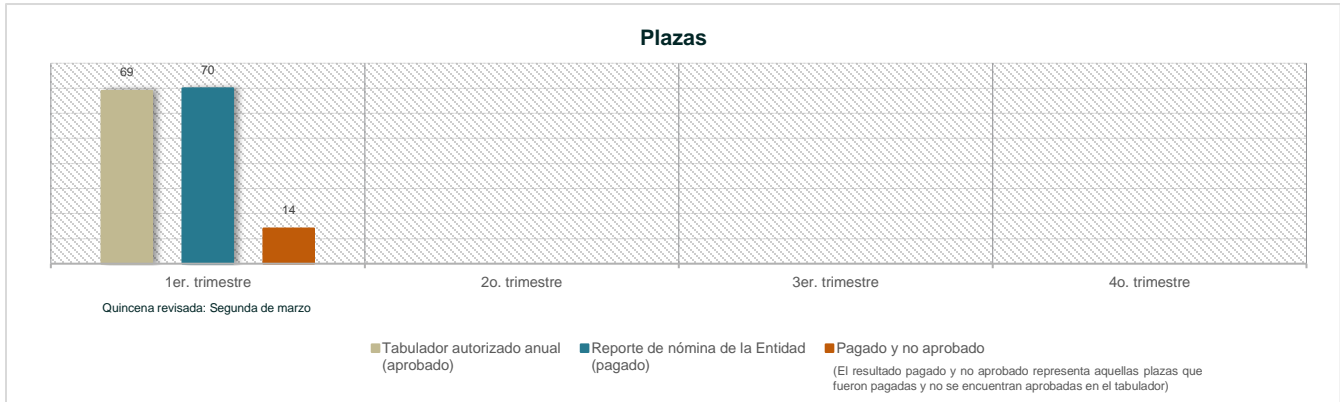 Plazas
69
70
14
1er. trimestre
2o. trimestre
3er. trimestre
4o. trimestre
Quincena revisada: Segunda de marzo
Tabulador autorizado anual
(aprobado)
Reporte de nómina de la Entidad
(pagado)
Pagado y no aprobado
(El resultado pagado y no aprobado representa aquellas plazas que
fueron pagadas y no se encuentran aprobadas en el tabulador)